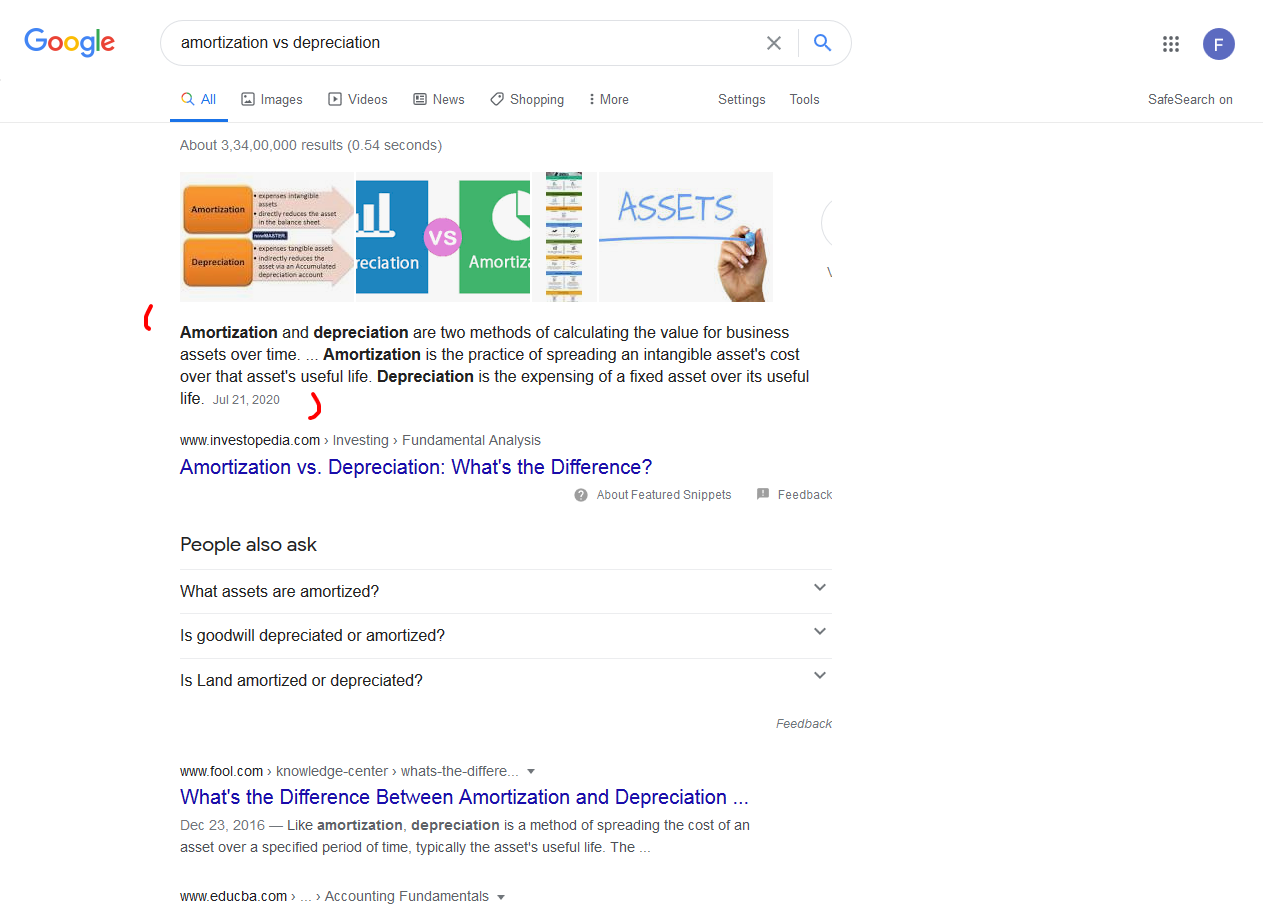 Google
amortization vs depreciation
F
All Images Videos News Shopping More Settings Tools SafeSearch on
About 3,34,00,000 results (0.54 seconds)
Amortization
• expenses intangible
assets
• directly reduces the asset
in the balance sheet
Depreciation
• expenses tangible assets
• indirectly reduces the
asset via an Accumulated
depreciation account
reciation
VS
Amortiza
ASSETS
Amortization and depreciation are two methods of calculating the value for business
assets over time. ... Amortization is the practice of spreading an intangible asset's cost
over that asset's useful life. Depreciation is the expensing of a fixed asset over its useful
life. Jul 21, 2020
www.investopedia.com › Investing › Fundamental Analysis
Amortization vs. Depreciation: What's the Difference?
About Featured Snippets Feedback
People also ask
What assets are amortized?
Is goodwill depreciated or amortized?
Is Land amortized or depreciated?
Feedback
www.fool.com › knowledge-center › whats-the-differe...
What's the Difference Between Amortization and Depreciation ...
Dec 23, 2016 — Like amortization, depreciation is a method of spreading the cost of an
asset over a specified period of time, typically the asset's useful life. The ...
www.educba.com › ... › Accounting Fundamentals